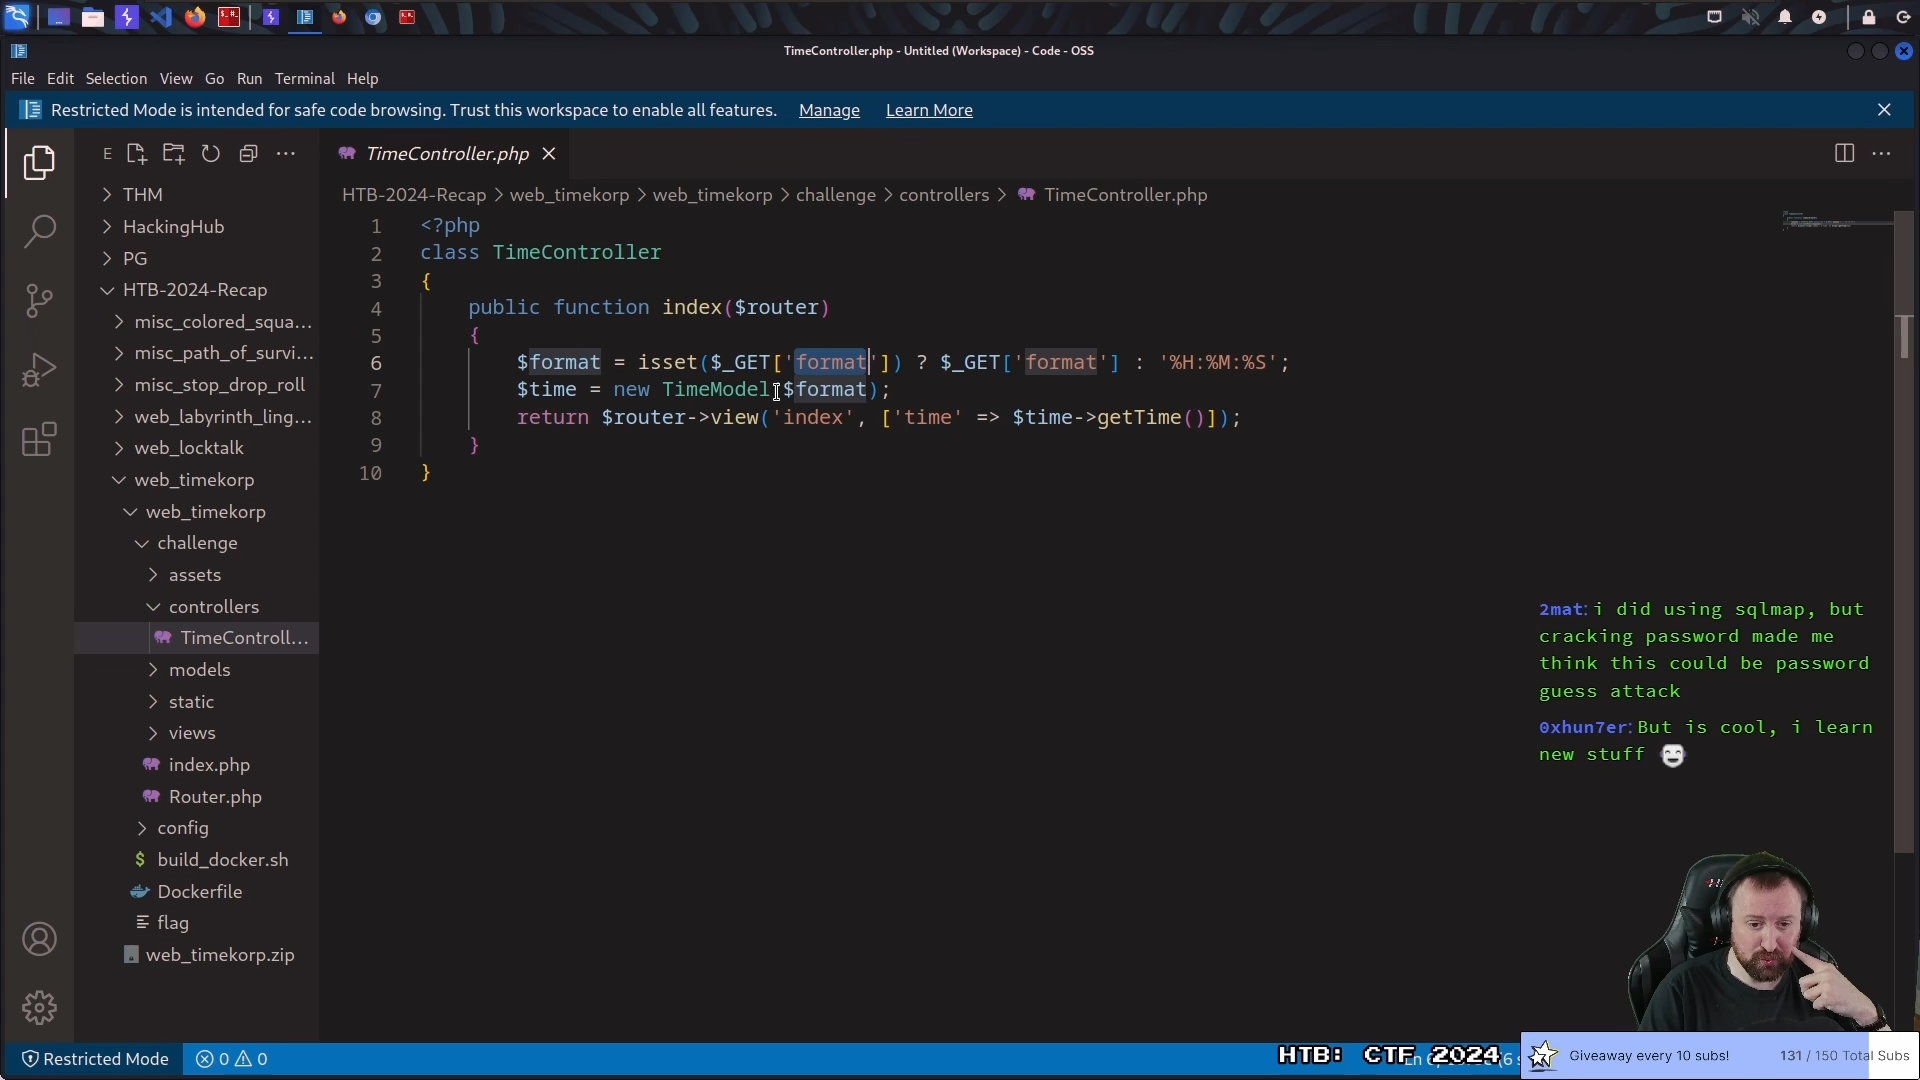 TimeController.php - Untitled (Workspace) - Code - OSS
File Edit Selection View Go Run Terminal Help
Restricted Mode is intended for safe code browsing. Trust this workspace to enable all features. Manage Learn More
E
TimeController.php
THM
HackingHub
PG
HTB-2024-Recap
misc_colored_squa...
misc_path_of_survi...
misc_stop_drop_roll
web_labyrinth_ling...
web_locktalk
web_timekorp
web_timekorp
challenge
assets
controllers
TimeControll...
models
static
views
index.php
Router.php
config
build_docker.sh
Dockerfile
flag
web_timekorp.zip
HTB-2024-Recap > web_timekorp > web_timekorp > challenge > controllers > TimeController.php
1 <?php
2 class TimeController
3 {
4 public function index($router)
5 {
6 $format = isset($_GET['format']) ? $_GET['format'] : '%H:%M:%S';
7 $time = new TimeModel($format);
8 return $router->view('index', ['time' => $time->getTime()]);
9 }
10 }
2mat: i did using sqlmap, but
cracking password made me
think this could be password
guess attack
0xhun7er: But is cool, i learn
new stuff
Restricted Mode 0 0
HTB: CTF 2024
Giveaway every 10 subs! 131 / 150 Total Subs